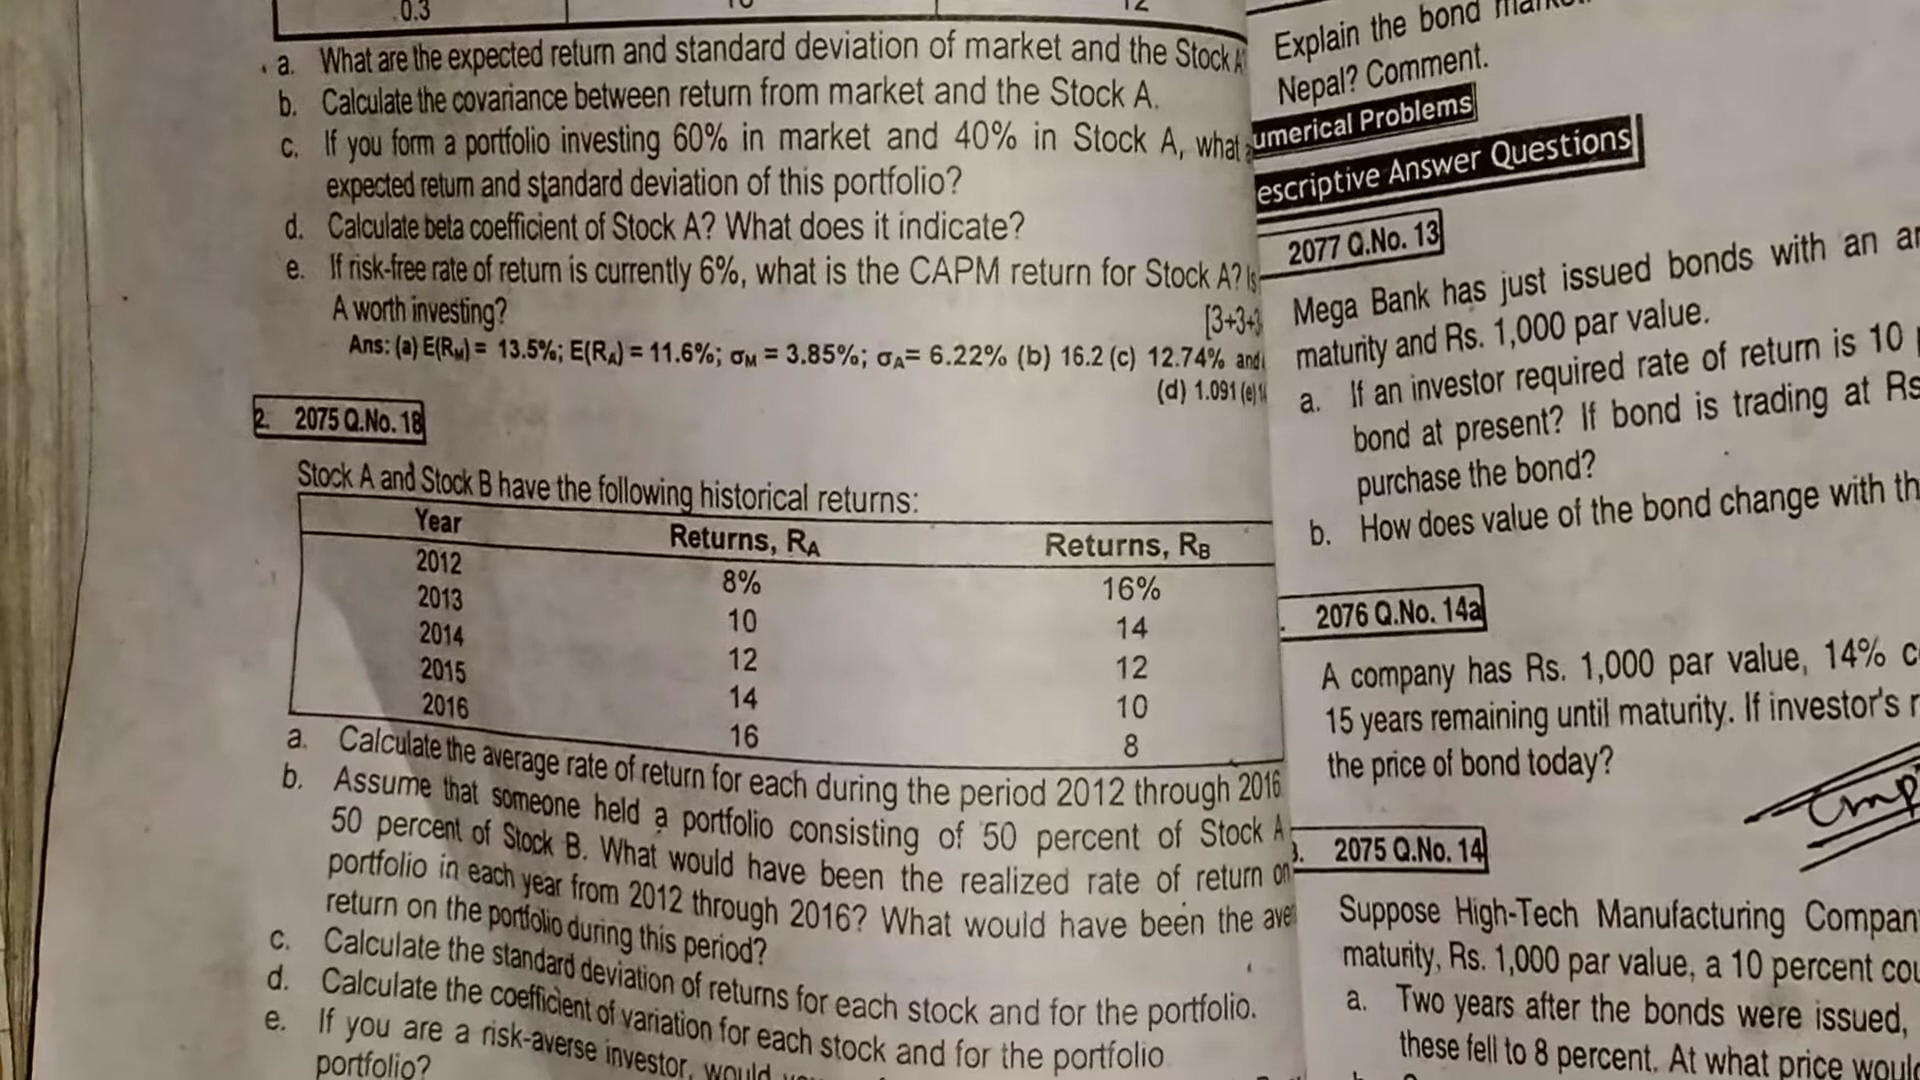 0.3
a. What are the expected return and standard deviation of market and the Stock A
b. Calculate the covariance between return from market and the Stock A.
c. If you form a portfolio investing 60% in market and 40% in Stock A, what
expected return and standard deviation of this portfolio?
d. Calculate beta coefficient of Stock A? What does it indicate?
e. If risk-free rate of return is currently 6%, what is the CAPM return for Stock A? Is
A worth investing?
[3+3+3
Ans: (a) E(RM) = 13.5%; E(RA) = 11.6%; σM = 3.85%; σA= 6.22% (b) 16.2 (c) 12.74% and
(d) 1.091 (e)
2. 2075 Q.No. 18
Stock A and Stock B have the following historical returns:
Year Returns, RA Returns, RB
2012 8% 16%
2013 10 14
2014 12 12
2015 14 10
2016 16 8
a. Calculate the average rate of return for each during the period 2012 through 2016
b. Assume that someone held a portfolio consisting of 50 percent of Stock A
50 percent of Stock B. What would have been the realized rate of return on
portfolio in each year from 2012 through 2016? What would have been the ave
return on the portfolio during this period?
c. Calculate the standard deviation of returns for each stock and for the portfolio.
d. Calculate the coefficient of variation for each stock and for the portfolio
e. If you are a risk-averse investor, would
portfolio?
Explain the bond
Nepal? Comment.
umerical Problems
escriptive Answer Questions
2077 Q.No. 13
Mega Bank has just issued bonds with an
maturity and Rs. 1,000 par value.
a. If an investor required rate of return is 10
bond at present? If bond is trading at Rs
purchase the bond?
b. How does value of the bond change with th
2076 Q.No. 14a
A company has Rs. 1,000 par value, 14% c
15 years remaining until maturity. If investor's r
the price of bond today?
Imp
3. 2075 Q.No. 14
Suppose High-Tech Manufacturing Compan
maturity, Rs. 1,000 par value, a 10 percent cou
a. Two years after the bonds were issued,
these fell to 8 percent. At what price would